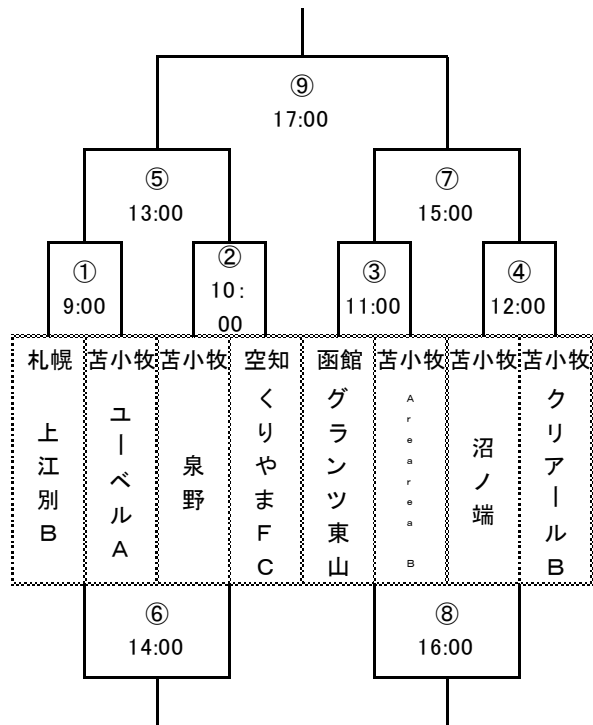 ⑨
17:00
⑤
13:00
⑦
15:00
①
9:00
②
10:
00
③
11:00
④
12:00
札幌
苫小牧
苫小牧
空知
函館
苫小牧
苫小牧
苫小牧
上江別B
ユーベルA
泉野
くりやまFC
グランツ東山
Arearea B
沼ノ端
クリアールB
⑥
14:00
⑧
16:00